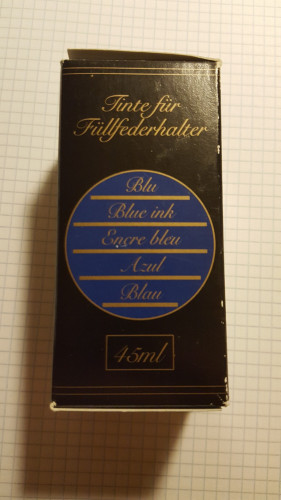 Tinte für
Füllfederhalter
Blu
Blue ink
Encre bleu
Azul
Blau
45ml